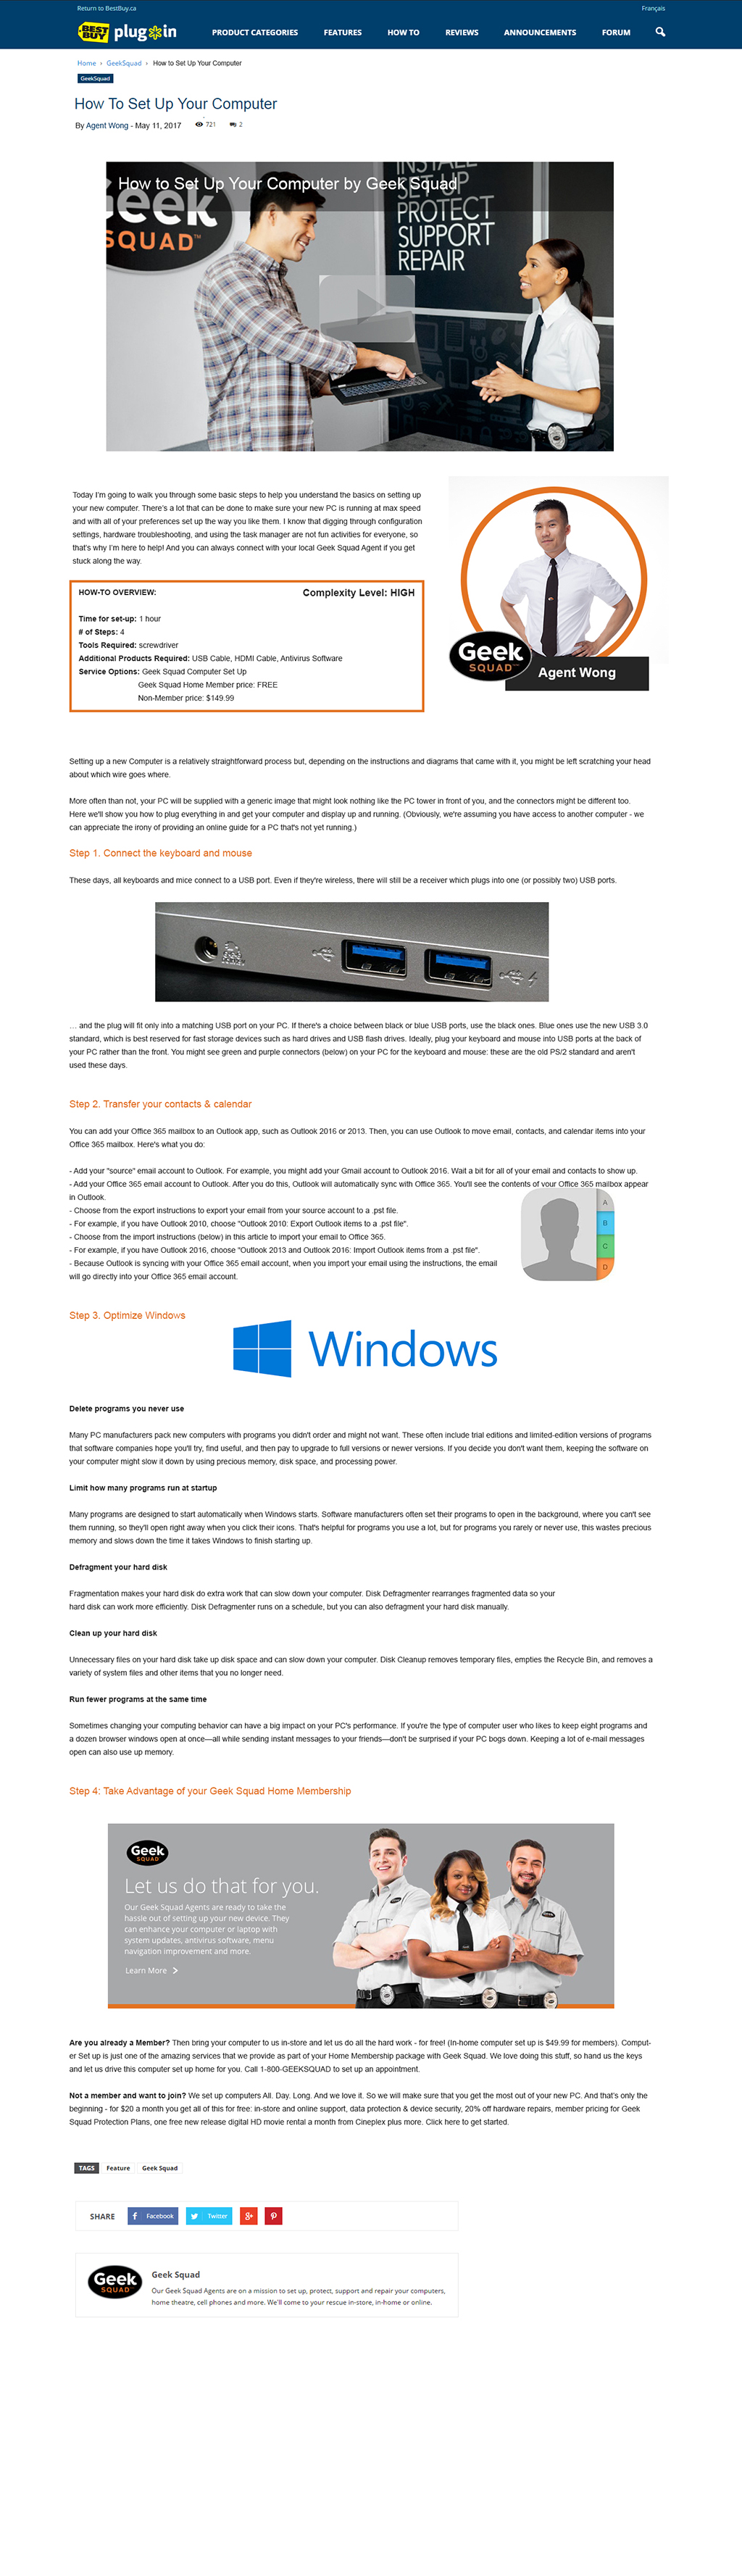 Return to BestBuy.ca
Français
BEST BUY plug in
PRODUCT CATEGORIES FEATURES HOW TO REVIEWS ANNOUNCEMENTS FORUM
Home › GeekSquad › How to Set Up Your Computer
GeekSquad
How To Set Up Your Computer
By Agent Wong - May 11, 2017 721 2
How to Set Up Your Computer by Geek Squad
Geek
SQUAD™
INSTALL
SET UP
PROTECT
SUPPORT
REPAIR
Today I'm going to walk you through some basic steps to help you understand the basics on setting up
your new computer. There's a lot that can be done to make sure your new PC is running at max speed
and with all of your preferences set up the way you like them. I know that digging through configuration
settings, hardware troubleshooting, and using the task manager are not fun activities for everyone, so
that's why I'm here to help! And you can always connect with your local Geek Squad Agent if you get
stuck along the way.
HOW-TO OVERVIEW: Complexity Level: HIGH
Time for set-up: 1 hour
# of Steps: 4
Tools Required: screwdriver
Additional Products Required: USB Cable, HDMI Cable, Antivirus Software
Service Options: Geek Squad Computer Set Up
Geek Squad Home Member price: FREE
Non-Member price: $149.99
Geek
SQUAD
Agent Wong
Setting up a new Computer is a relatively straightforward process but, depending on the instructions and diagrams that came with it, you might be left scratching your head
about which wire goes where.
More often than not, your PC will be supplied with a generic image that might look nothing like the PC tower in front of you, and the connectors might be different too.
Here we'll show you how to plug everything in and get your computer and display up and running. (Obviously, we're assuming you have access to another computer - we
can appreciate the irony of providing an online guide for a PC that's not yet running.)
Step 1. Connect the keyboard and mouse
These days, all keyboards and mice connect to a USB port. Even if they're wireless, there will still be a receiver which plugs into one (or possibly two) USB ports.
… and the plug will fit only into a matching USB port on your PC. If there's a choice between black or blue USB ports, use the black ones. Blue ones use the new USB 3.0
standard, which is best reserved for fast storage devices such as hard drives and USB flash drives. Ideally, plug your keyboard and mouse into USB ports at the back of
your PC rather than the front. You might see green and purple connectors (below) on your PC for the keyboard and mouse: these are the old PS/2 standard and aren't
used these days.
Step 2. Transfer your contacts & calendar
You can add your Office 365 mailbox to an Outlook app, such as Outlook 2016 or 2013. Then, you can use Outlook to move email, contacts, and calendar items into your
Office 365 mailbox. Here's what you do:
- Add your "source" email account to Outlook. For example, you might add your Gmail account to Outlook 2016. Wait a bit for all of your email and contacts to show up.
- Add your Office 365 email account to Outlook. After you do this, Outlook will automatically sync with Office 365. You'll see the contents of your Office 365 mailbox appear
in Outlook.
- Choose from the export instructions to export your email from your source account to a .pst file.
- For example, if you have Outlook 2010, choose "Outlook 2010: Export Outlook items to a .pst file".
- Choose from the import instructions (below) in this article to import your email to Office 365.
- For example, if you have Outlook 2016, choose "Outlook 2013 and Outlook 2016: Import Outlook items from a .pst file".
- Because Outlook is syncing with your Office 365 email account, when you import your email using the instructions, the email
will go directly into your Office 365 email account.
A
B
C
D
Step 3. Optimize Windows
Windows
Delete programs you never use
Many PC manufacturers pack new computers with programs you didn't order and might not want. These often include trial editions and limited-edition versions of programs
that software companies hope you'll try, find useful, and then pay to upgrade to full versions or newer versions. If you decide you don't want them, keeping the software on
your computer might slow it down by using precious memory, disk space, and processing power.
Limit how many programs run at startup
Many programs are designed to start automatically when Windows starts. Software manufacturers often set their programs to open in the background, where you can't see
them running, so they'll open right away when you click their icons. That's helpful for programs you use a lot, but for programs you rarely or never use, this wastes precious
memory and slows down the time it takes Windows to finish starting up.
Defragment your hard disk
Fragmentation makes your hard disk do extra work that can slow down your computer. Disk Defragmenter rearranges fragmented data so your
hard disk can work more efficiently. Disk Defragmenter runs on a schedule, but you can also defragment your hard disk manually.
Clean up your hard disk
Unnecessary files on your hard disk take up disk space and can slow down your computer. Disk Cleanup removes temporary files, empties the Recycle Bin, and removes a
variety of system files and other items that you no longer need.
Run fewer programs at the same time
Sometimes changing your computing behavior can have a big impact on your PC's performance. If you're the type of computer user who likes to keep eight programs and
a dozen browser windows open at once—all while sending instant messages to your friends—don't be surprised if your PC bogs down. Keeping a lot of e-mail messages
open can also use up memory.
Step 4: Take Advantage of your Geek Squad Home Membership
Geek
SQUAD
Let us do that for you.
Our Geek Squad Agents are ready to take the
hassle out of setting up your new device. They
can enhance your computer or laptop with
system updates, antivirus software, menu
navigation improvement and more.
Learn More
Are you already a Member? Then bring your computer to us in-store and let us do all the hard work - for free! (In-home computer set up is $49.99 for members). Comput-
er Set up is just one of the amazing services that we provide as part of your Home Membership package with Geek Squad. We love doing this stuff, so hand us the keys
and let us drive this computer set up home for you. Call 1-800-GEEKSQUAD to set up an appointment.
Not a member and want to join? We set up computers All. Day. Long. And we love it. So we will make sure that you get the most out of your new PC. And that's only the
beginning - for $20 a month you get all of this for free: in-store and online support, data protection & device security, 20% off hardware repairs, member pricing for Geek
Squad Protection Plans, one free new release digital HD movie rental a month from Cineplex plus more. Click here to get started.
TAGS Feature Geek Squad
SHARE Facebook Twitter
Geek
SQUAD
Geek Squad
Our Geek Squad Agents are on a mission to set up, protect, support and repair your computers,
home theatre, cell phones and more. We'll come to your rescue in-store, in-home or online.